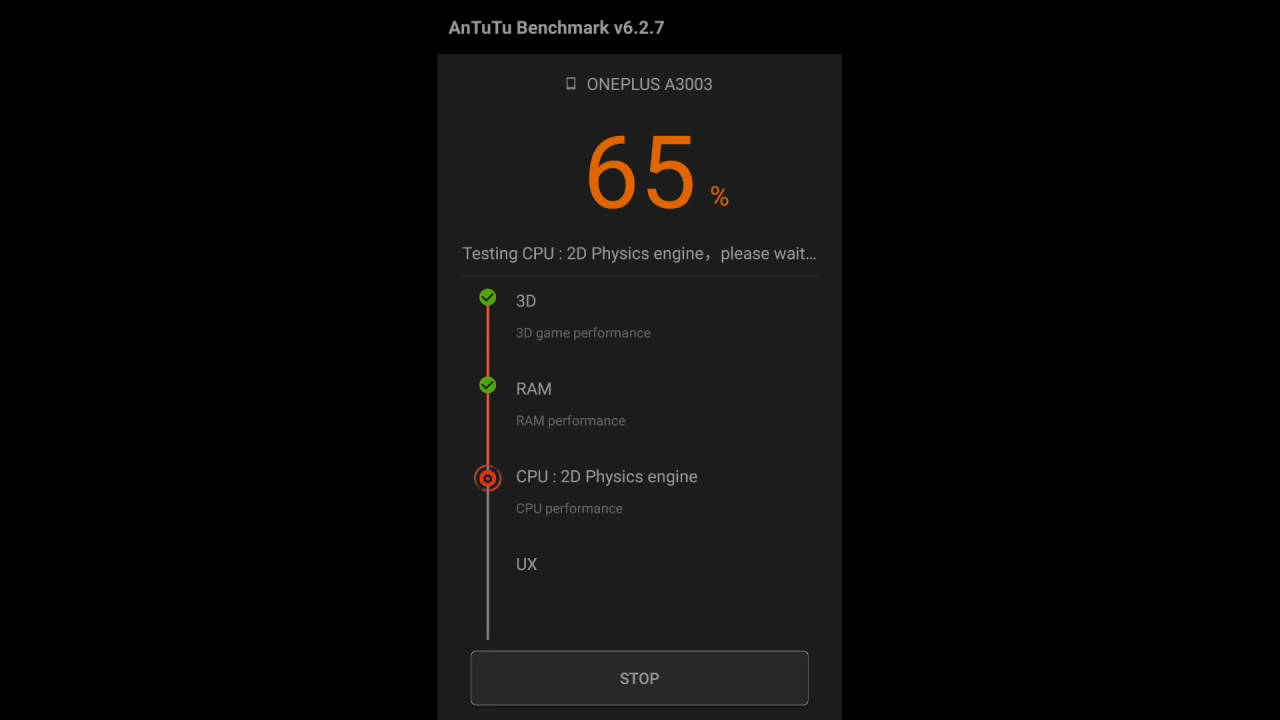 AnTuTu Benchmark v6.2.7
ONEPLUS A3003
65 %
Testing CPU : 2D Physics engine，please wait…
3D
3D game performance
RAM
RAM performance
CPU : 2D Physics engine
CPU performance
UX
STOP